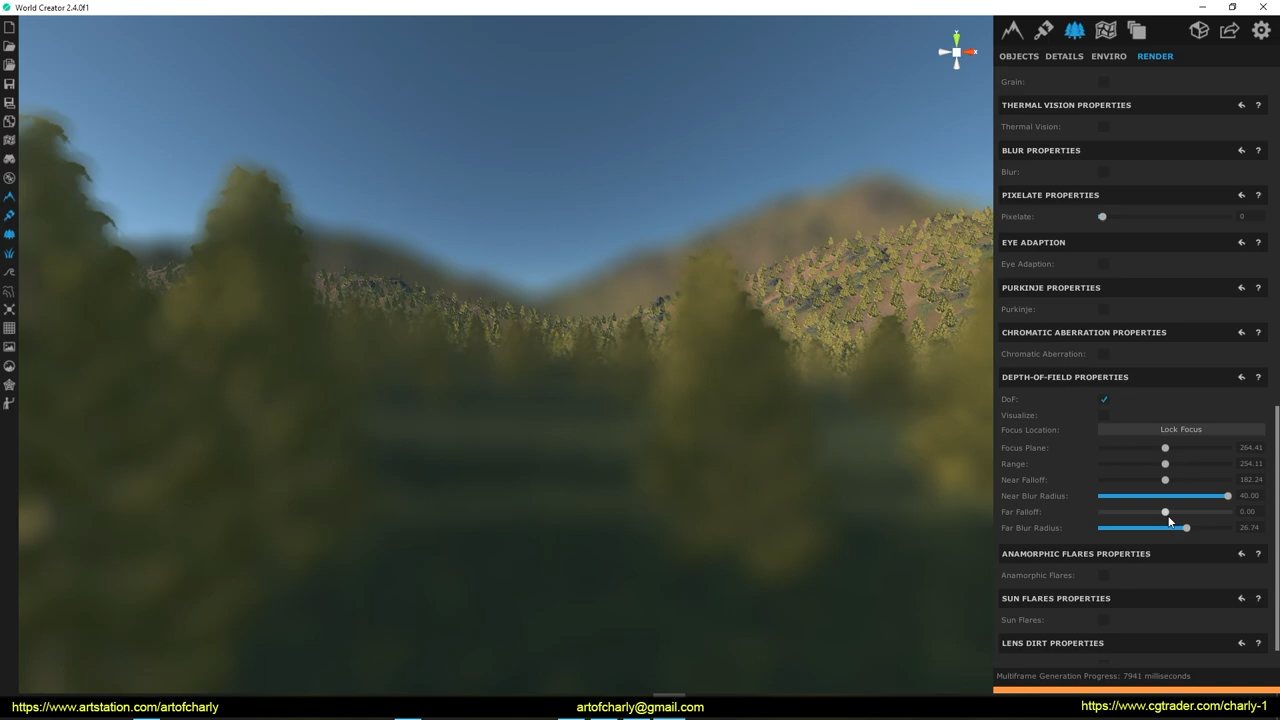 World Creator 2.4.0f1
OBJECTS DETAILS ENVIRO RENDER
Grain:
THERMAL VISION PROPERTIES ?
Thermal Vision:
BLUR PROPERTIES ?
Blur:
PIXELATE PROPERTIES ?
Pixelate: 0
EYE ADAPTION ?
Eye Adaption:
PURKINJE PROPERTIES ?
Purkinje:
CHROMATIC ABERRATION PROPERTIES ?
Chromatic Aberration:
DEPTH-OF-FIELD PROPERTIES ?
DoF:
Visualize:
Focus Location: Lock Focus
Focus Plane: 264.41
Range: 254.11
Near Falloff: 182.24
Near Blur Radius: 40.00
Far Falloff: 0.00
Far Blur Radius: 26.74
ANAMORPHIC FLARES PROPERTIES ?
Anamorphic Flares:
SUN FLARES PROPERTIES ?
Sun Flares:
LENS DIRT PROPERTIES ?
Multiframe Generation Progress: 7941 milliseconds
https://www.artstation.com/artofcharly artofcharly@gmail.com https://www.cgtrader.com/charly-1